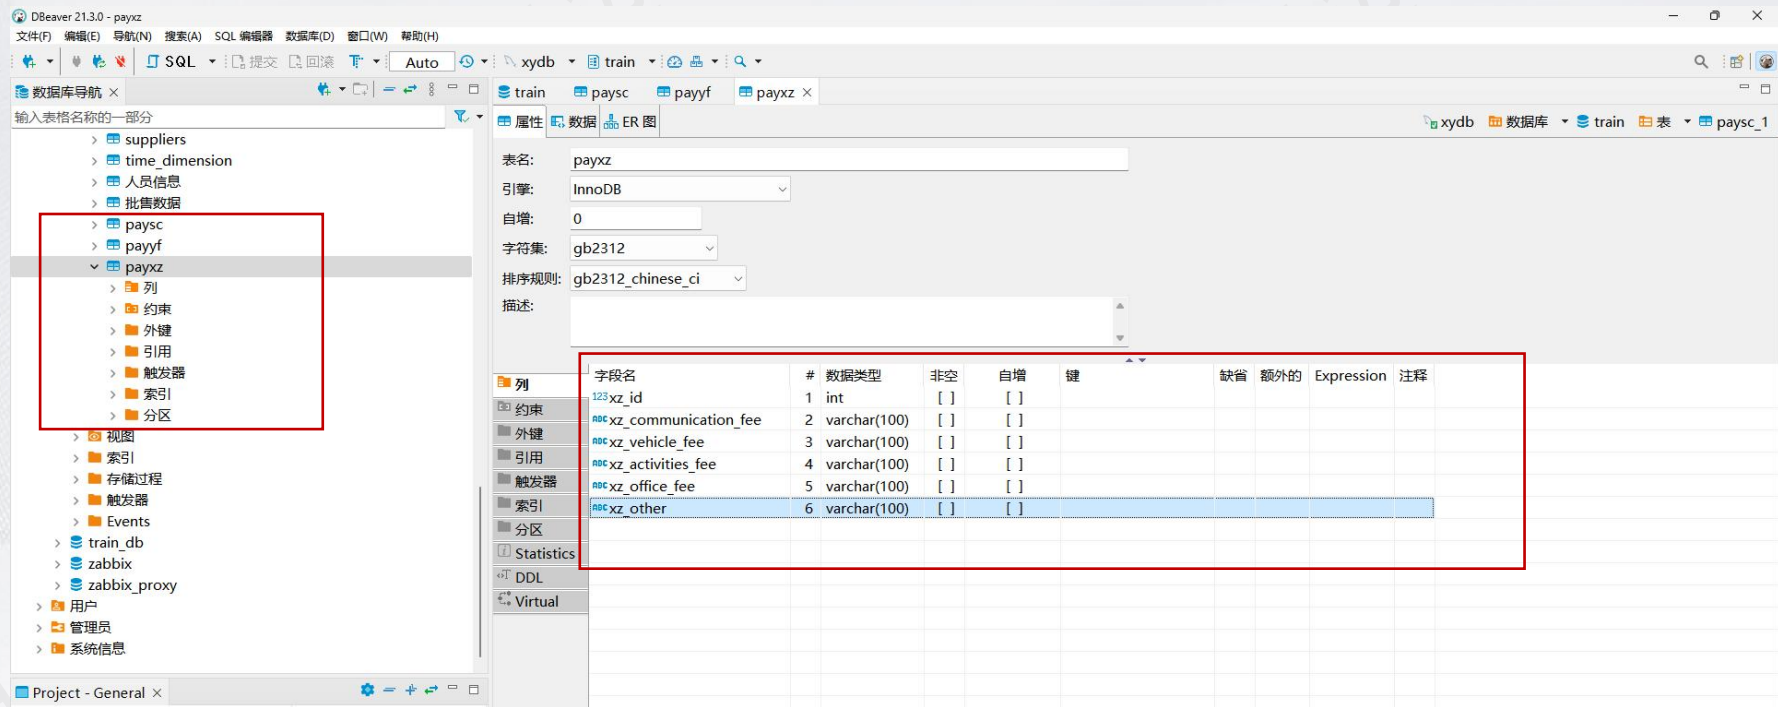 DBeaver 21.3.0 - payxz
文件(F) 编辑(E) 导航(N) 搜索(A) SQL 编辑器 数据库(D) 窗口(W) 帮助(H)
SQL 提交 回滚 Auto xydb train
数据库导航
输入表格名称的一部分
suppliers
time_dimension
人员信息
批售数据
paysc
payyf
payxz
列
约束
外键
引用
触发器
索引
分区
视图
索引
存储过程
触发器
Events
train_db
zabbix
zabbix_proxy
用户
管理员
系统信息
Project - General
train paysc payyf payxz
属性 数据 ER 图 xydb 数据库 train 表 paysc_1
表名: payxz
引擎: InnoDB
自增: 0
字符集: gb2312
排序规则: gb2312_chinese_ci
描述:
列
约束
外键
引用
触发器
索引
分区
Statistics
DDL
Virtual
字段名 # 数据类型 非空 自增 键 缺省 额外的 Expression 注释
123 xz_id 1 int [ ] [ ]
ABC xz_communication_fee 2 varchar(100) [ ] [ ]
ABC xz_vehicle_fee 3 varchar(100) [ ] [ ]
ABC xz_activities_fee 4 varchar(100) [ ] [ ]
ABC xz_office_fee 5 varchar(100) [ ] [ ]
ABC xz_other 6 varchar(100) [ ] [ ]